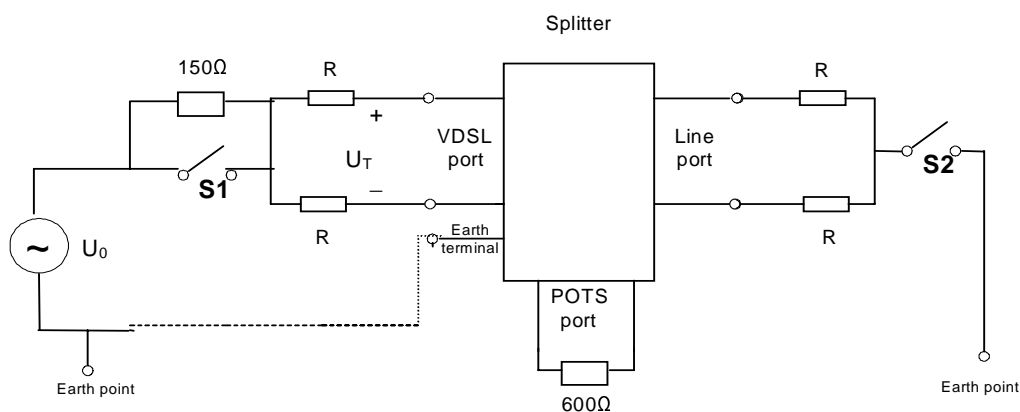 Splitter
150Ω
R
R
+
VDSL
port
Line
port
U_T
S1
–
S2
R
R
U₀
~
Earth
terminal
POTS
port
Earth point
Earth point
600Ω